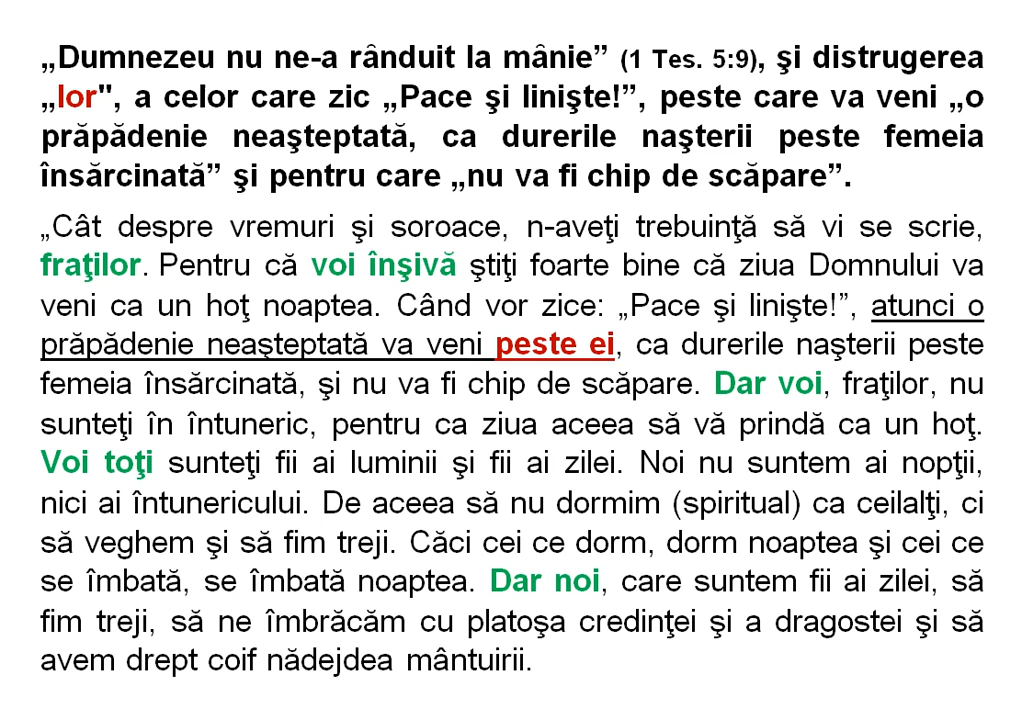 „Dumnezeu nu ne-a rânduit la mânie” (1 Tes. 5:9), şi distrugerea
„lor", a celor care zic „Pace şi linişte!”, peste care va veni „o
prăpădenie neaşteptată, ca durerile naşterii peste femeia
însărcinată” şi pentru care „nu va fi chip de scăpare”.
„Cât despre vremuri şi soroace, n-aveţi trebuinţă să vi se scrie,
fraţilor. Pentru că voi înşivă ştiţi foarte bine că ziua Domnului va
veni ca un hoţ noaptea. Când vor zice: „Pace şi linişte!”, atunci o
prăpădenie neaşteptată va veni peste ei, ca durerile naşterii peste
femeia însărcinată, şi nu va fi chip de scăpare. Dar voi, fraţilor, nu
sunteţi în întuneric, pentru ca ziua aceea să vă prindă ca un hoţ.
Voi toţi sunteţi fii ai luminii şi fii ai zilei. Noi nu suntem ai nopţii,
nici ai întunericului. De aceea să nu dormim (spiritual) ca ceilalţi, ci
să veghem şi să fim treji. Căci cei ce dorm, dorm noaptea şi cei ce
se îmbată, se îmbată noaptea. Dar noi, care suntem fii ai zilei, să
fim treji, să ne îmbrăcăm cu platoşa credinţei şi a dragostei şi să
avem drept coif nădejdea mântuirii.